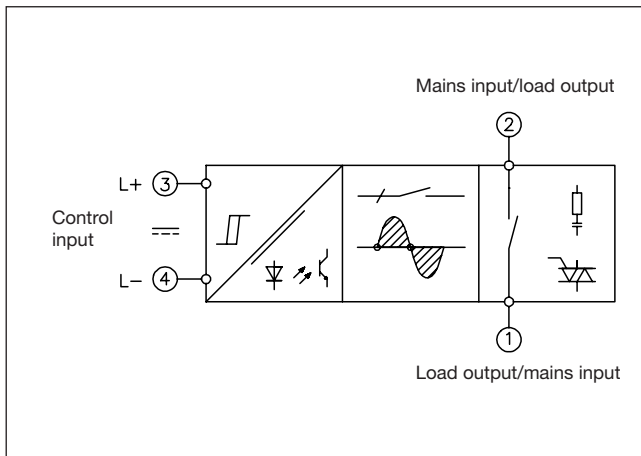 Mains input/load output
2
L+ 3
Control
input
L− 4
1
Load output/mains input